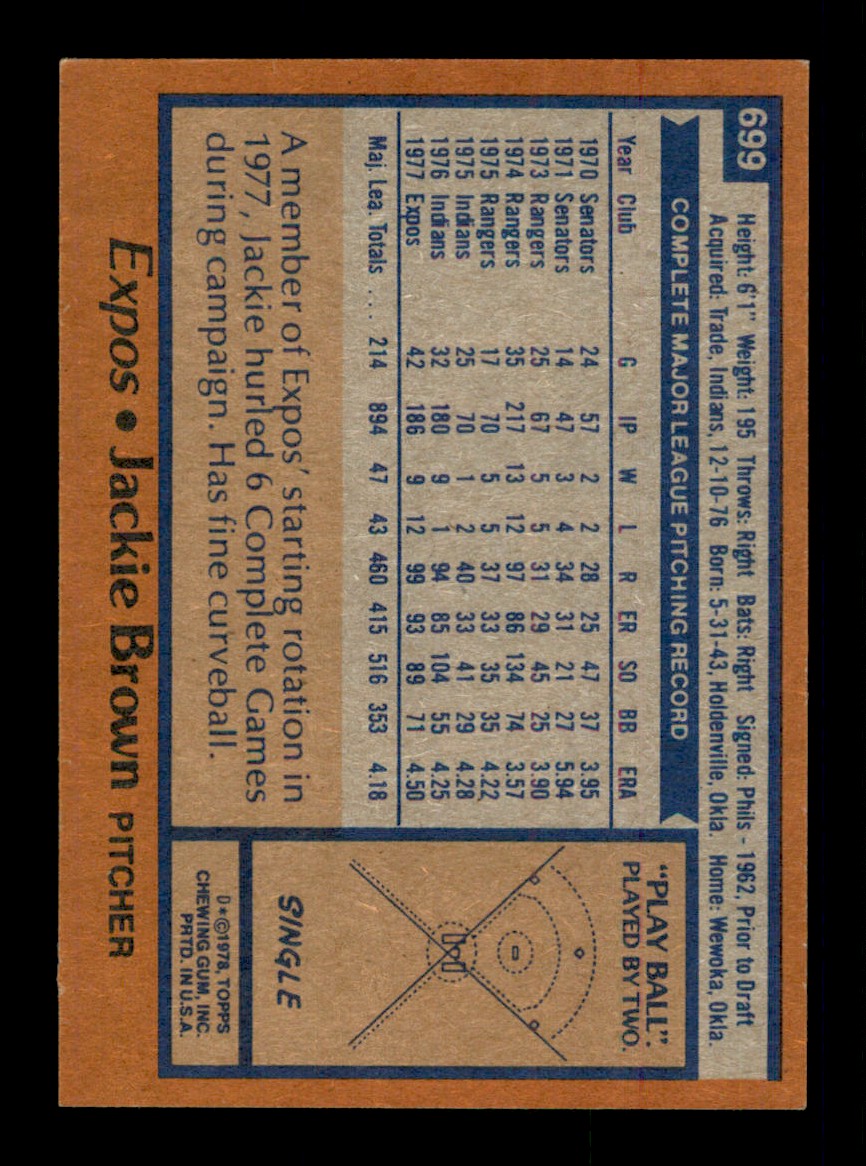 699
Height: 6'1" Weight: 195 Throws: Right Bats: Right Signed: Phils - 1962, Prior to Draft
Acquired: Trade, Indians, 12-10-76 Born: 5-31-43, Holdenville, Okla. Home: Wewoka, Okla.
COMPLETE MAJOR LEAGUE PITCHING RECORD
Year Club G IP W L R ER SO BB ERA
1970 Senators 24 57 2 2 28 25 47 37 3.95
1971 Senators 14 47 3 4 34 31 21 27 5.94
1973 Rangers 25 67 5 5 31 29 45 25 3.90
1974 Rangers 35 217 13 12 97 86 134 74 3.57
1975 Rangers 17 70 5 5 37 33 35 35 4.22
1975 Indians 25 70 1 2 40 33 41 29 4.28
1976 Indians 32 180 9 1 94 85 104 55 4.25
1977 Expos 42 186 9 12 99 93 89 71 4.50
Maj. Lea. Totals .... 214 894 47 43 460 415 516 353 4.18
A member of Expos' starting rotation in
1977, Jackie hurled 6 Complete Games
during campaign. Has fine curveball.
"PLAY BALL".
PLAYED BY TWO.
SINGLE
D*©1978, TOPPS
CHEWING GUM, INC.
PRTD. IN U.S.A.
Expos • Jackie Brown PITCHER